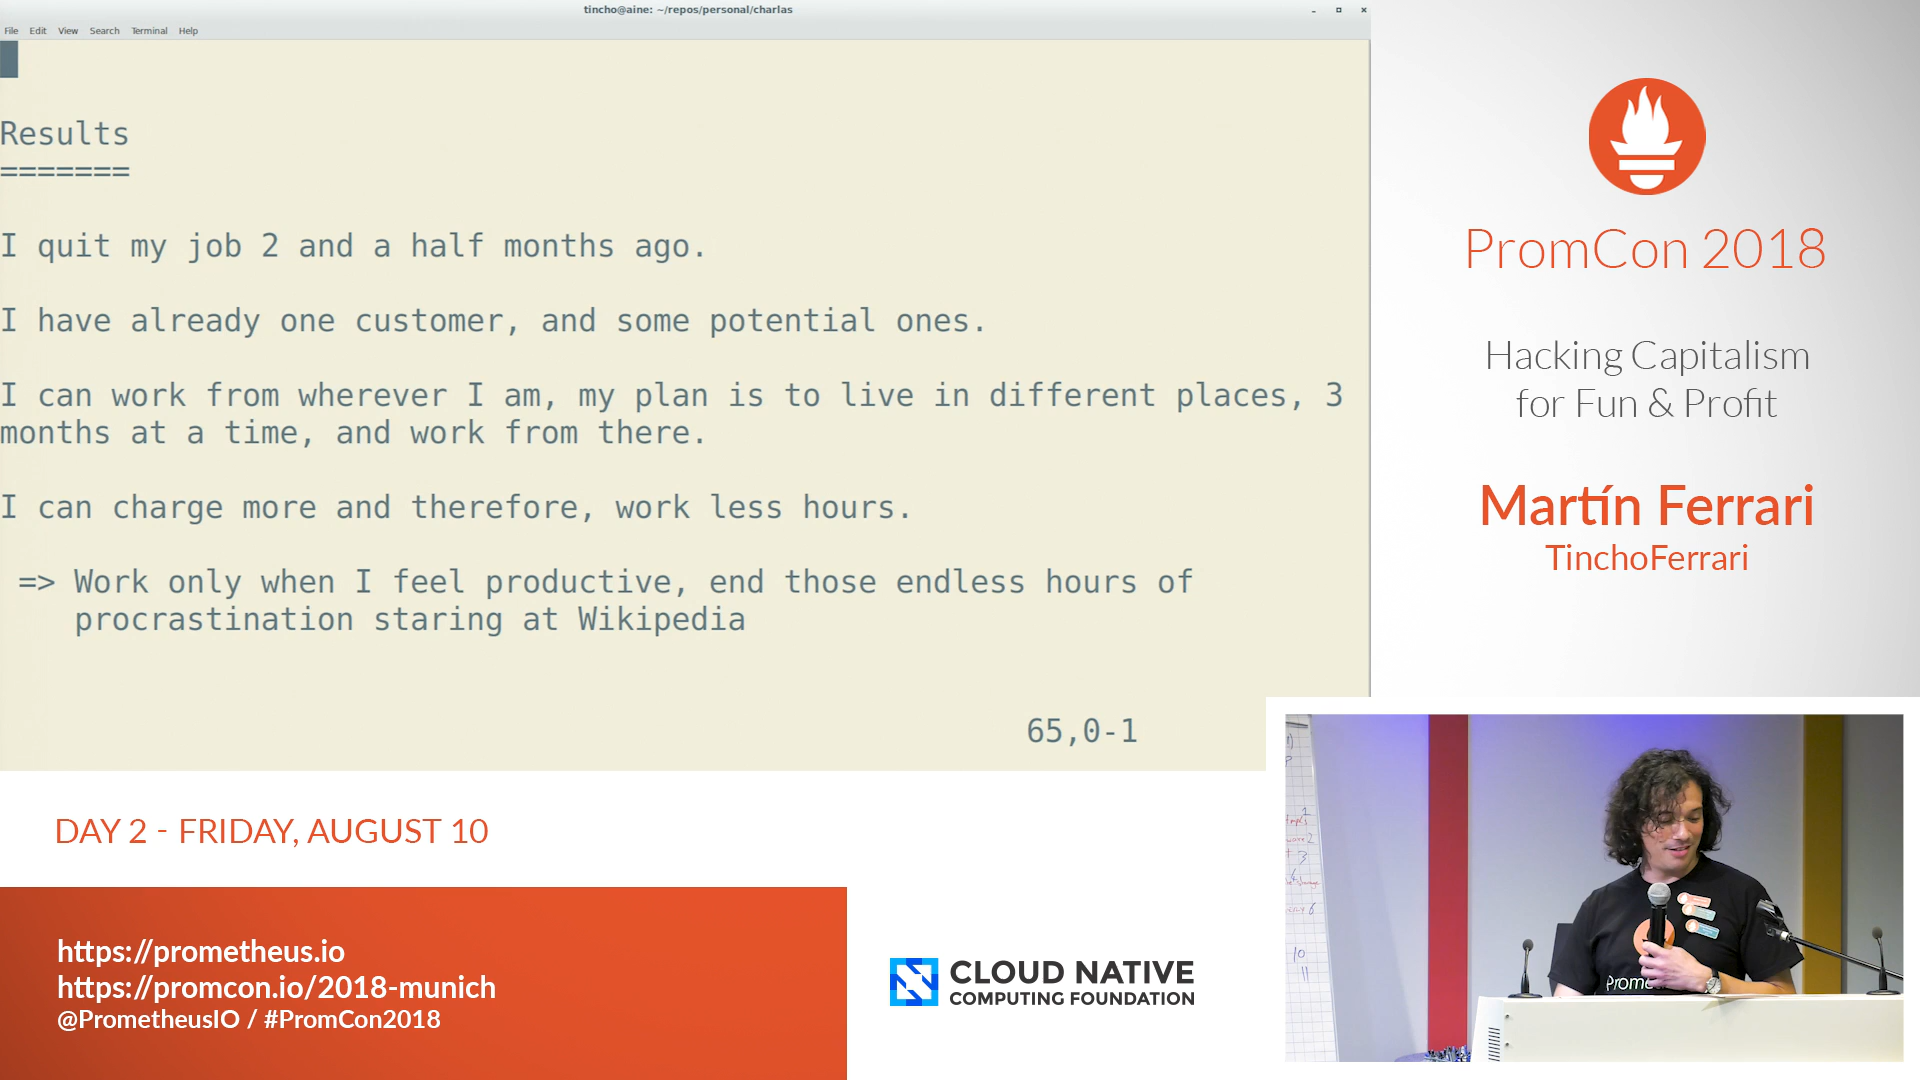 tincho@aine: ~/repos/personal/charlas
File Edit View Search Terminal Help
Results
=======
I quit my job 2 and a half months ago.
I have already one customer, and some potential ones.
I can work from wherever I am, my plan is to live in different places, 3
months at a time, and work from there.
I can charge more and therefore, work less hours.
=> Work only when I feel productive, end those endless hours of
procrastination staring at Wikipedia
65,0-1
PromCon 2018
Hacking Capitalism
for Fun & Profit
Martín Ferrari
TinchoFerrari
DAY 2 - FRIDAY, AUGUST 10
https://prometheus.io
https://promcon.io/2018-munich
@PrometheusIO / #PromCon2018
CLOUD NATIVE
COMPUTING FOUNDATION
10
11